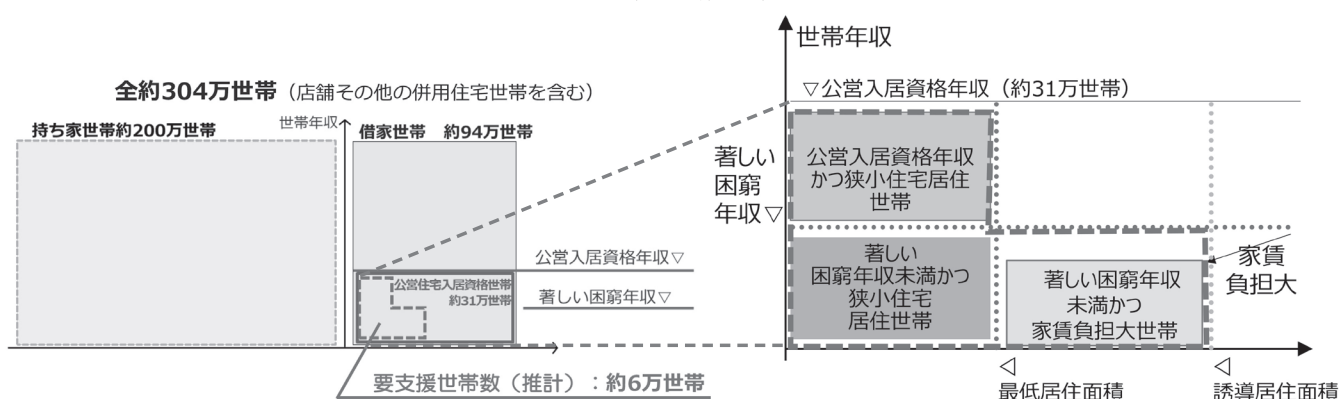 全約304万世帯（店舗その他の併用住宅世帯を含む）
持ち家世帯約200万世帯
世帯年収
借家世帯　約94万世帯
公営入居資格年収▽
公営住宅入居資格世帯
約31万世帯
著しい困窮年収▽
要支援世帯数（推計）：約6万世帯
世帯年収
▽公営入居資格年収（約31万世帯）
著しい
困窮
年収▽
公営入居資格年収
かつ狭小住宅居住
世帯
著しい
困窮年収未満かつ
狭小住宅
居住世帯
著しい困窮年収
未満かつ
家賃負担大世帯
家賃
負担大
◁
最低居住面積
◁
誘導居住面積